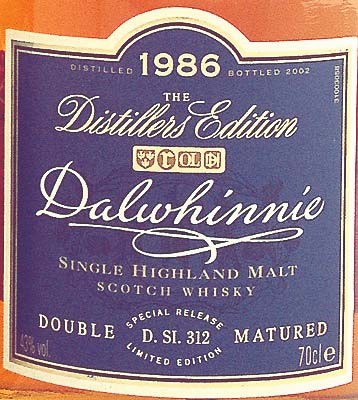 DISTILLED 1986 BOTTLED 2002
THE
Distillers Edition
Dalwhinnie
SINGLE HIGHLAND MALT
SCOTCH WHISKY
SPECIAL RELEASE
DOUBLE D. SI. 312 MATURED
LIMITED EDITION
43% vol 70cl e